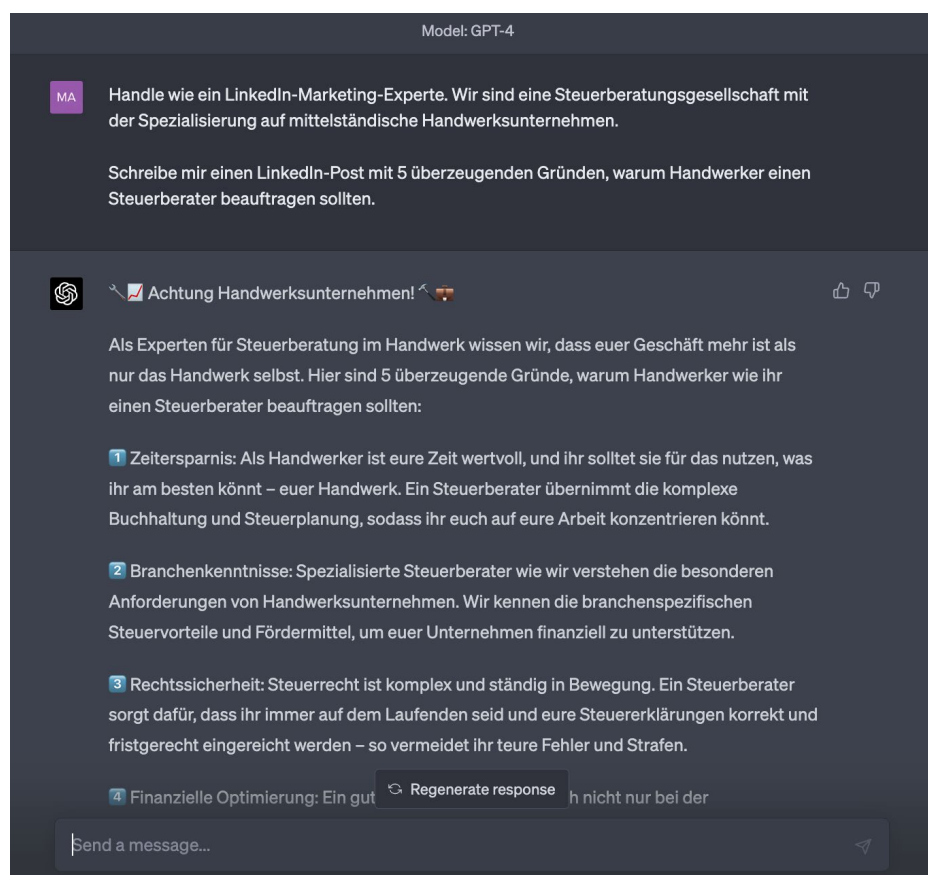 Model: GPT-4
MA
Handle wie ein LinkedIn-Marketing-Experte. Wir sind eine Steuerberatungsgesellschaft mit
der Spezialisierung auf mittelständische Handwerksunternehmen.
Schreibe mir einen LinkedIn-Post mit 5 überzeugenden Gründen, warum Handwerker einen
Steuerberater beauftragen sollten.
🔧📈 Achtung Handwerksunternehmen! 🔨💼
Als Experten für Steuerberatung im Handwerk wissen wir, dass euer Geschäft mehr ist als
nur das Handwerk selbst. Hier sind 5 überzeugende Gründe, warum Handwerker wie ihr
einen Steuerberater beauftragen sollten:
1️⃣ Zeitersparnis: Als Handwerker ist eure Zeit wertvoll, und ihr solltet sie für das nutzen, was
ihr am besten könnt – euer Handwerk. Ein Steuerberater übernimmt die komplexe
Buchhaltung und Steuerplanung, sodass ihr euch auf eure Arbeit konzentrieren könnt.
2️⃣ Branchenkenntnisse: Spezialisierte Steuerberater wie wir verstehen die besonderen
Anforderungen von Handwerksunternehmen. Wir kennen die branchenspezifischen
Steuervorteile und Fördermittel, um euer Unternehmen finanziell zu unterstützen.
3️⃣ Rechtssicherheit: Steuerrecht ist komplex und ständig in Bewegung. Ein Steuerberater
sorgt dafür, dass ihr immer auf dem Laufenden seid und eure Steuererklärungen korrekt und
fristgerecht eingereicht werden – so vermeidet ihr teure Fehler und Strafen.
4️⃣ Finanzielle Optimierung: Ein gut
Regenerate response
h nicht nur bei der
Send a message...